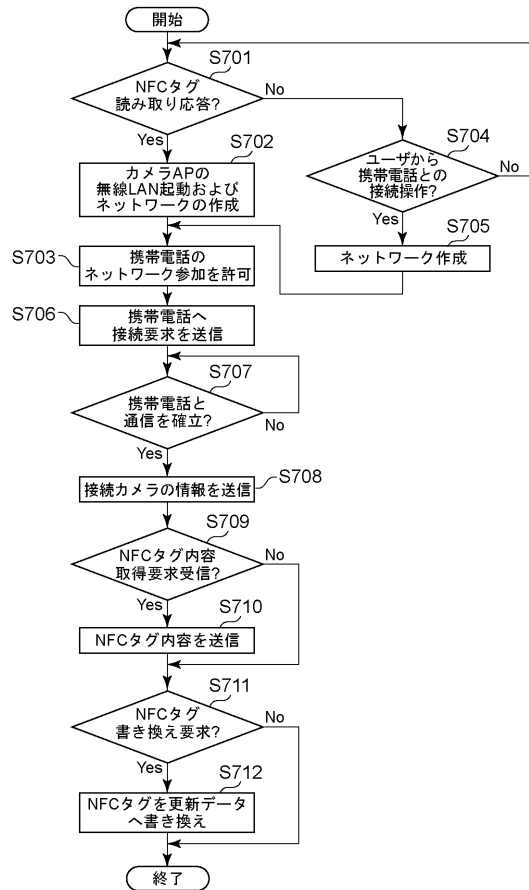 開始
S701
NFCタグ
読み取り応答?
No
Yes
S702
カメラAPの
無線LAN起動および
ネットワークの作成
S704
ユーザから
携帯電話との
接続操作?
No
Yes
S705
ネットワーク作成
S703
携帯電話の
ネットワーク参加を許可
S706
携帯電話へ
接続要求を送信
S707
携帯電話と
通信を確立?
No
Yes
S708
接続カメラの情報を送信
S709
NFCタグ内容
取得要求受信?
No
Yes
S710
NFCタグ内容を送信
S711
NFCタグ
書き換え要求?
No
Yes
S712
NFCタグを更新データ
へ書き換え
終了